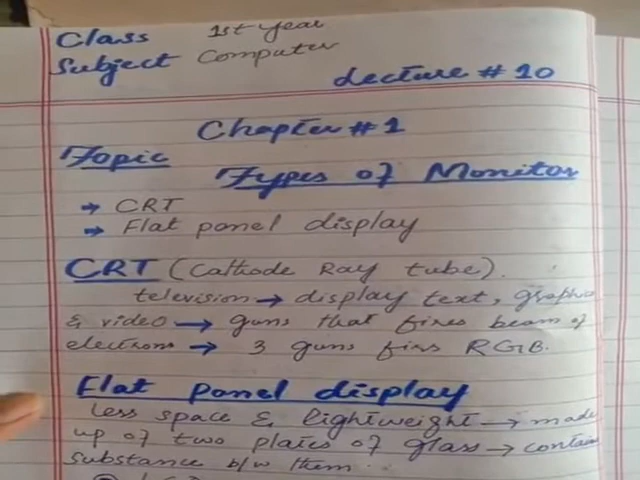 Class 1st year
Subject Computer
Lecture # 10
Chapter # 1
Topic
Types of Monitor
→ CRT
→ Flat panel display
CRT (Cathode Ray tube).
television → display text, graphics
& video → guns that fires beam of
electrons → 3 guns firs RGB.
Flat panel display
less space & lightweight → made
up of two plates of glass → contain
substance b/w them